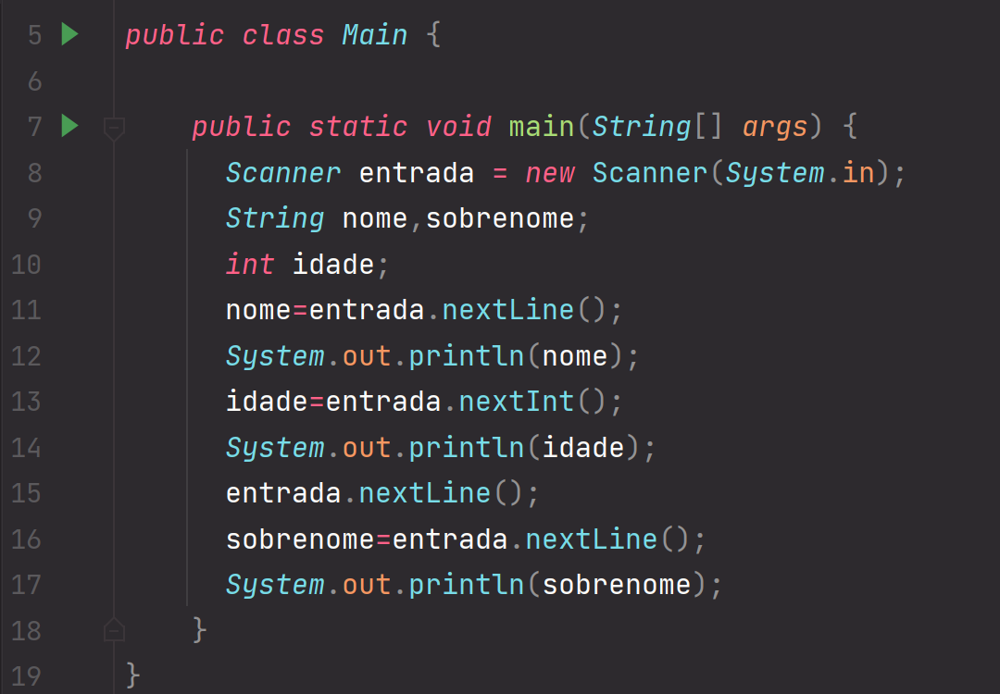 5 public class Main {
6
7 public static void main(String[] args) {
8 Scanner entrada = new Scanner(System.in);
9 String nome,sobrenome;
10 int idade;
11 nome=entrada.nextLine();
12 System.out.println(nome);
13 idade=entrada.nextInt();
14 System.out.println(idade);
15 entrada.nextLine();
16 sobrenome=entrada.nextLine();
17 System.out.println(sobrenome);
18 }
19 }